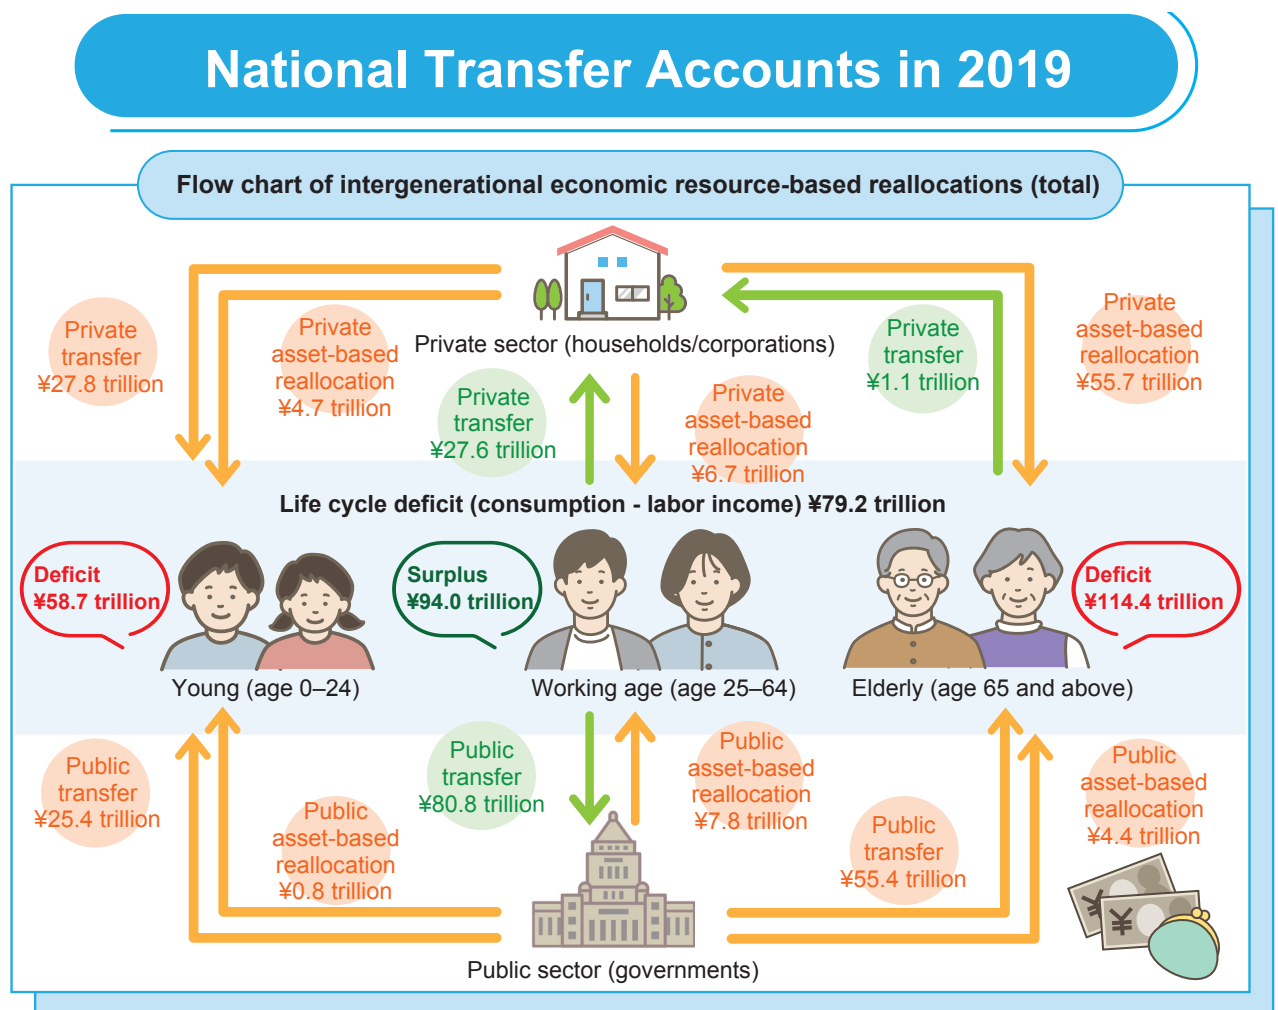 National Transfer Accounts in 2019
Flow chart of intergenerational economic resource-based reallocations (total)
Private
transfer
¥27.8 trillion
Private
asset-based
reallocation
¥4.7 trillion
Private sector (households/corporations)
Private
transfer
¥27.6 trillion
Private
asset-based
reallocation
¥6.7 trillion
Private
transfer
¥1.1 trillion
Private
asset-based
reallocation
¥55.7 trillion
Life cycle deficit (consumption - labor income) ¥79.2 trillion
Deficit
¥58.7 trillion
Young (age 0–24)
Surplus
¥94.0 trillion
Working age (age 25–64)
Elderly (age 65 and above)
Deficit
¥114.4 trillion
Public
transfer
¥25.4 trillion
Public
asset-based
reallocation
¥0.8 trillion
Public
transfer
¥80.8 trillion
Public
asset-based
reallocation
¥7.8 trillion
Public
transfer
¥55.4 trillion
Public
asset-based
reallocation
¥4.4 trillion
¥
¥
Public sector (governments)